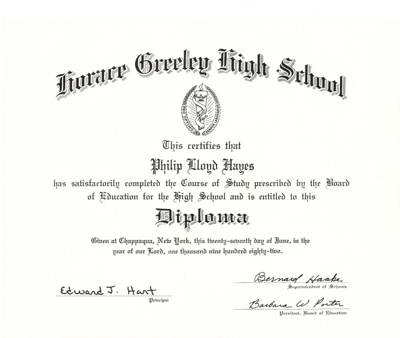 Horace Greeley High School
This certifies that
Philip Lloyd Hayes
has satisfactorily completed the Course of Study prescribed by the Board
of Education for the High School and is entitled to this
Diploma
Given at Chappaqua, New York, this twenty-seventh day of June, in the
year of our Lord, one thousand nine hundred eighty-two.
Bernard Haake
Superintendent of Schools
Edward J. Hart
Principal
Barbara W. Porter
President, Board of Education